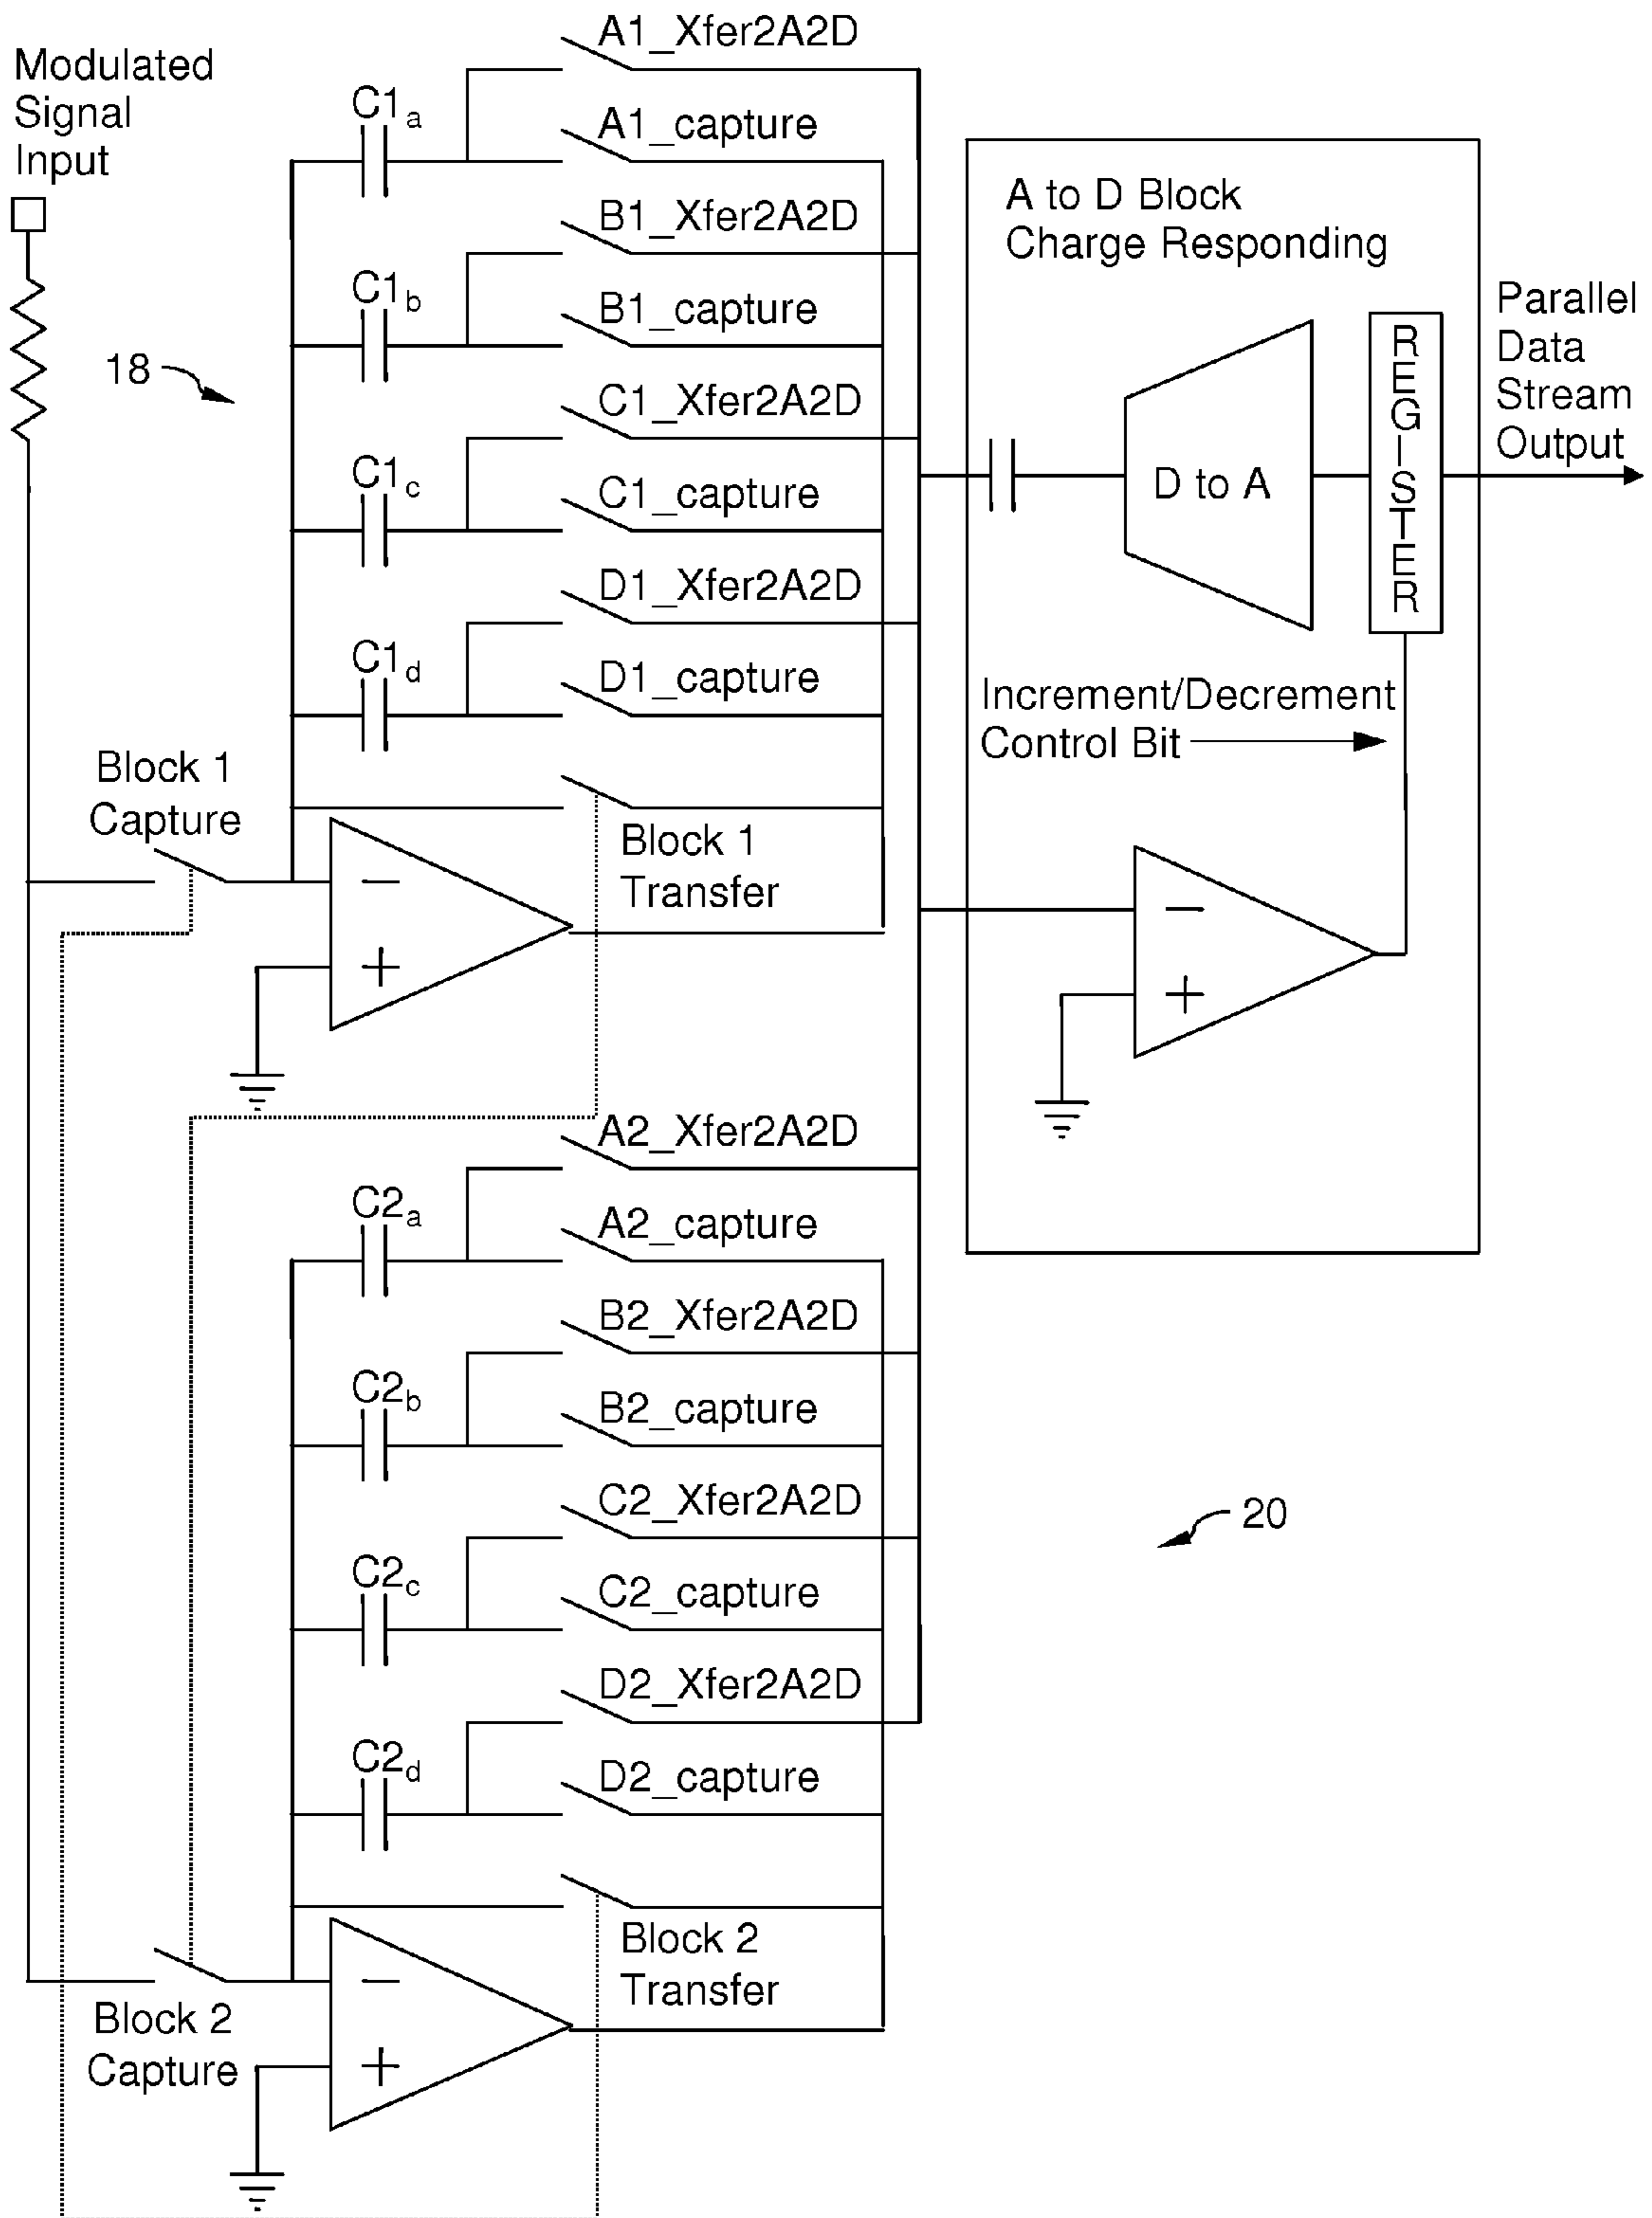 Modulated
Signal
Input
A1_Xfer2A2D
C1a
A1_capture
B1_Xfer2A2D
C1b
B1_capture
18
C1_Xfer2A2D
C1c
C1_capture
D1_Xfer2A2D
C1d
D1_capture
Block 1
Capture
Block 1
Transfer
−
+
A to D Block
Charge Responding
D to A
REGISTER
Parallel
Data
Stream
Output
Increment/Decrement
Control Bit
−
+
A2_Xfer2A2D
C2a
A2_capture
B2_Xfer2A2D
C2b
B2_capture
C2_Xfer2A2D
20
C2c
C2_capture
D2_Xfer2A2D
C2d
D2_capture
Block 2
Transfer
−
+
Block 2
Capture